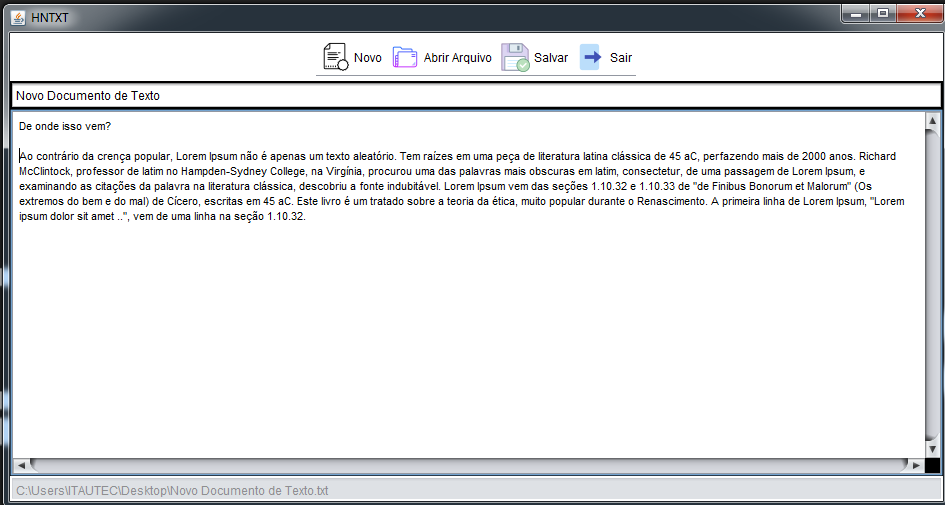 HNTXT
Novo Abrir Arquivo Salvar Sair
Novo Documento de Texto
De onde isso vem?
Ao contrário da crença popular, Lorem Ipsum não é apenas um texto aleatório. Tem raízes em uma peça de literatura latina clássica de 45 aC, perfazendo mais de 2000 anos. Richard
McClintock, professor de latim no Hampden-Sydney College, na Virgínia, procurou uma das palavras mais obscuras em latim, consectetur, de uma passagem de Lorem Ipsum, e
examinando as citações da palavra na literatura clássica, descobriu a fonte indubitável. Lorem Ipsum vem das seções 1.10.32 e 1.10.33 de "de Finibus Bonorum et Malorum" (Os
extremos do bem e do mal) de Cícero, escritas em 45 aC. Este livro é um tratado sobre a teoria da ética, muito popular durante o Renascimento. A primeira linha de Lorem Ipsum, "Lorem
ipsum dolor sit amet ..", vem de uma linha na seção 1.10.32.
C:\Users\ITAUTEC\Desktop\Novo Documento de Texto.txt